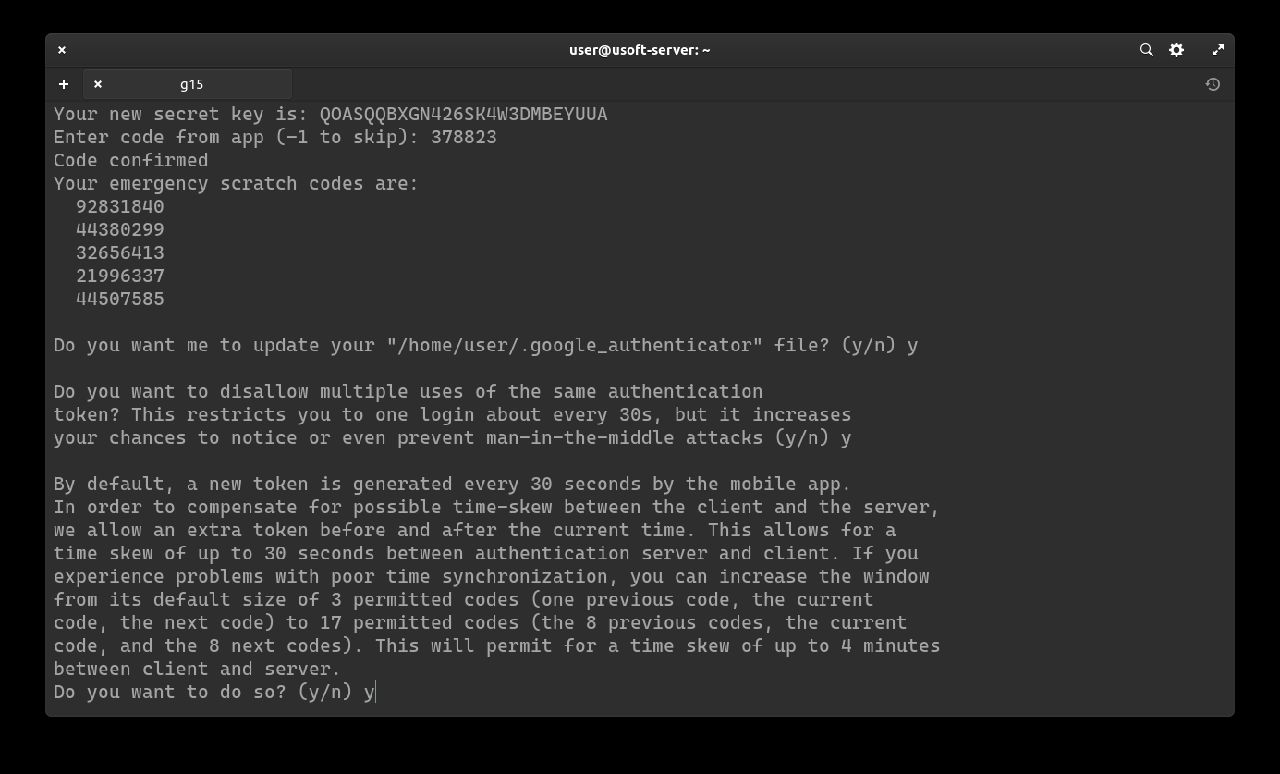 user@usoft-server: ~
g15
Your new secret key is: QOASQQBXGN426SK4W3DMBEYUUA
Enter code from app (-1 to skip): 378823
Code confirmed
Your emergency scratch codes are:
92831840
44380299
32656413
21996337
44507585
Do you want me to update your "/home/user/.google_authenticator" file? (y/n) y
Do you want to disallow multiple uses of the same authentication
token? This restricts you to one login about every 30s, but it increases
your chances to notice or even prevent man-in-the-middle attacks (y/n) y
By default, a new token is generated every 30 seconds by the mobile app.
In order to compensate for possible time-skew between the client and the server,
we allow an extra token before and after the current time. This allows for a
time skew of up to 30 seconds between authentication server and client. If you
experience problems with poor time synchronization, you can increase the window
from its default size of 3 permitted codes (one previous code, the current
code, the next code) to 17 permitted codes (the 8 previous codes, the current
code, and the 8 next codes). This will permit for a time skew of up to 4 minutes
between client and server.
Do you want to do so? (y/n) y